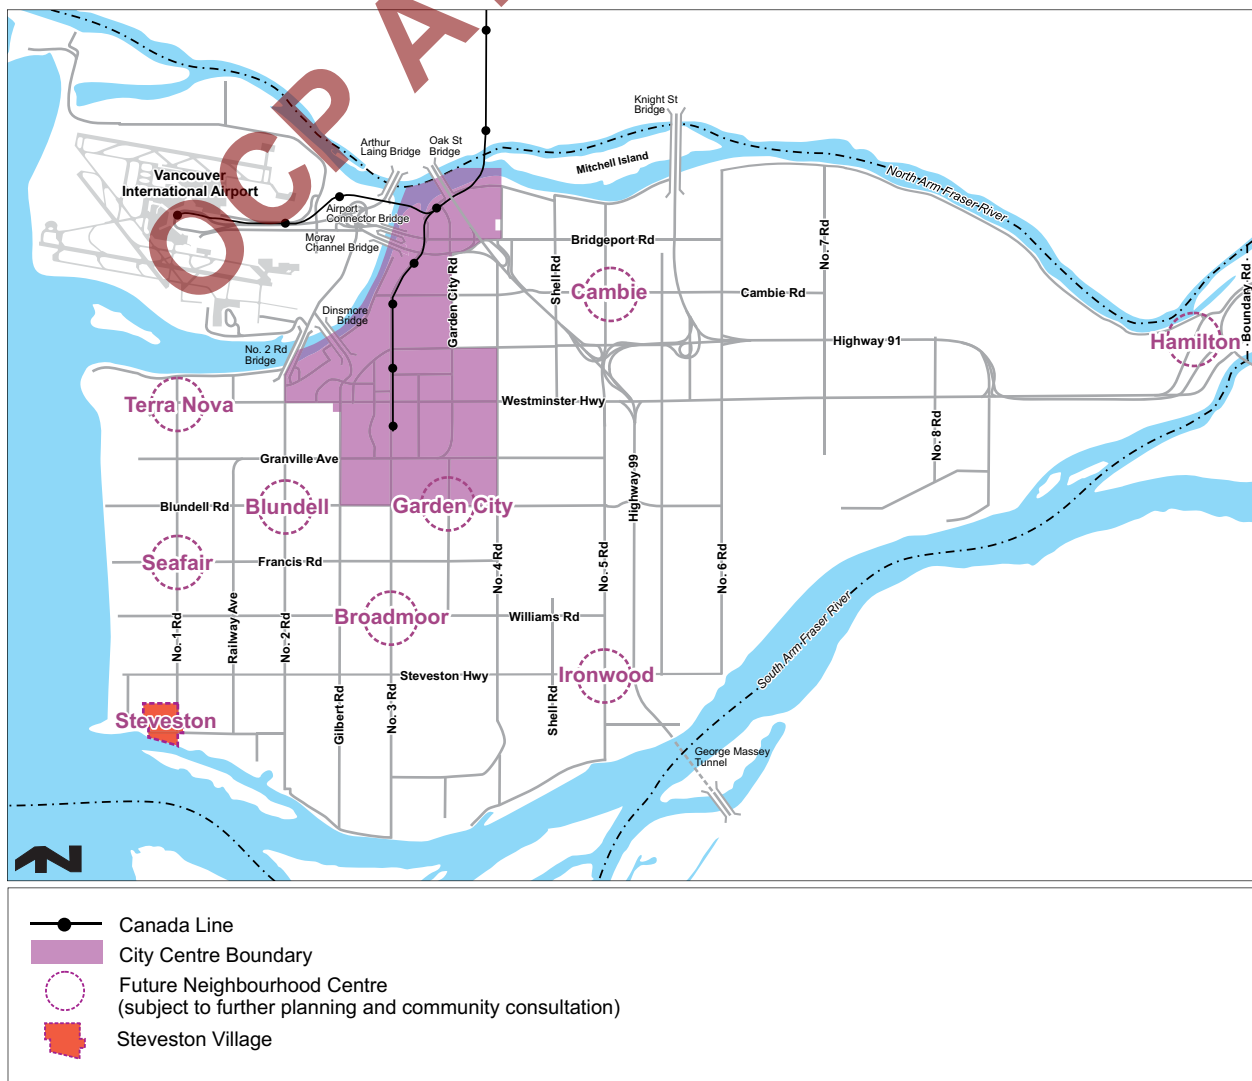 OCP A
Knight St
Bridge
Arthur
Laing Bridge
Oak St
Bridge
Mitchell Island
Vancouver
International Airport
North Arm Fraser River
Airport
Connector Bridge
Moray
Channel Bridge
Bridgeport Rd
No. 7 Rd
Boundary Rd
Garden City Rd
Shell Rd
Cambie
Cambie Rd
Dinsmore
Bridge
No. 2 Rd
Bridge
Highway 91
Hamilton
Terra Nova
Westminster Hwy
No. 8 Rd
Granville Ave
Highway 99
Blundell Rd
Blundell
Garden City
Seafair
Francis Rd
No. 4 Rd
No. 5 Rd
No. 6 Rd
No. 1 Rd
Railway Ave
No. 2 Rd
Broadmoor
Williams Rd
South Arm Fraser River
Steveston Hwy
Ironwood
Steveston
Gilbert Rd
No. 3 Rd
Shell Rd
George Massey
Tunnel
N
Canada Line
City Centre Boundary
Future Neighbourhood Centre
(subject to further planning and community consultation)
Steveston Village